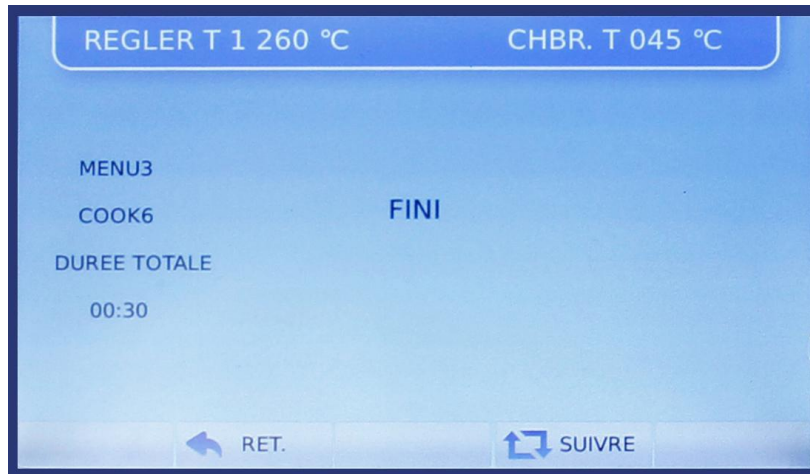 REGLER T 1 260 °C CHBR. T 045 °C
MENU3
COOK6
FINI
DUREE TOTALE
00:30
RET. SUIVRE